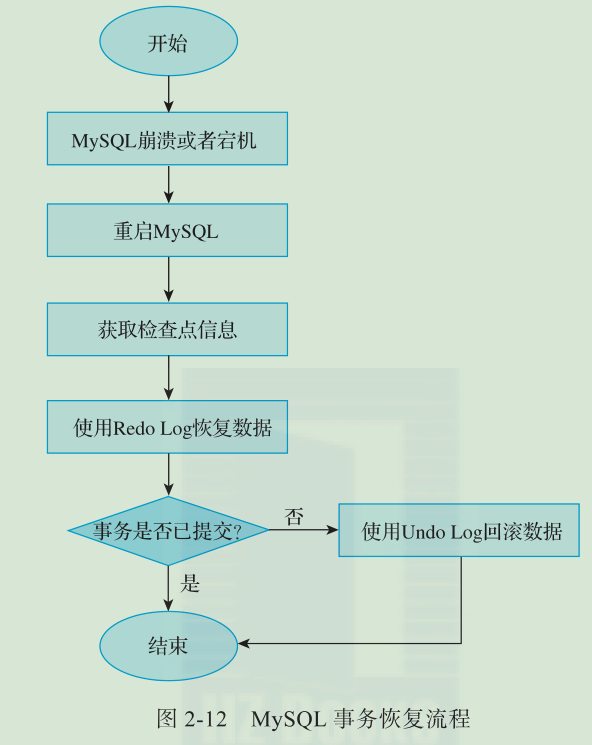 开始
MySQL崩溃或者宕机
重启MySQL
获取检查点信息
使用Redo Log恢复数据
事务是否已提交?
否
使用Undo Log回滚数据
是
结束
图 2-12 MySQL 事务恢复流程